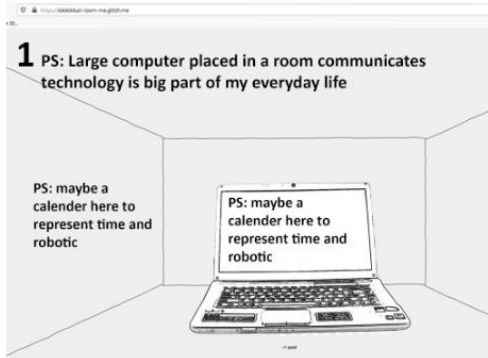 1 PS: Large computer placed in a room communicates
technology is big part of my everyday life
PS: maybe a
calender here to
represent time and
robotic
PS: maybe a
calender here to
represent time and
robotic